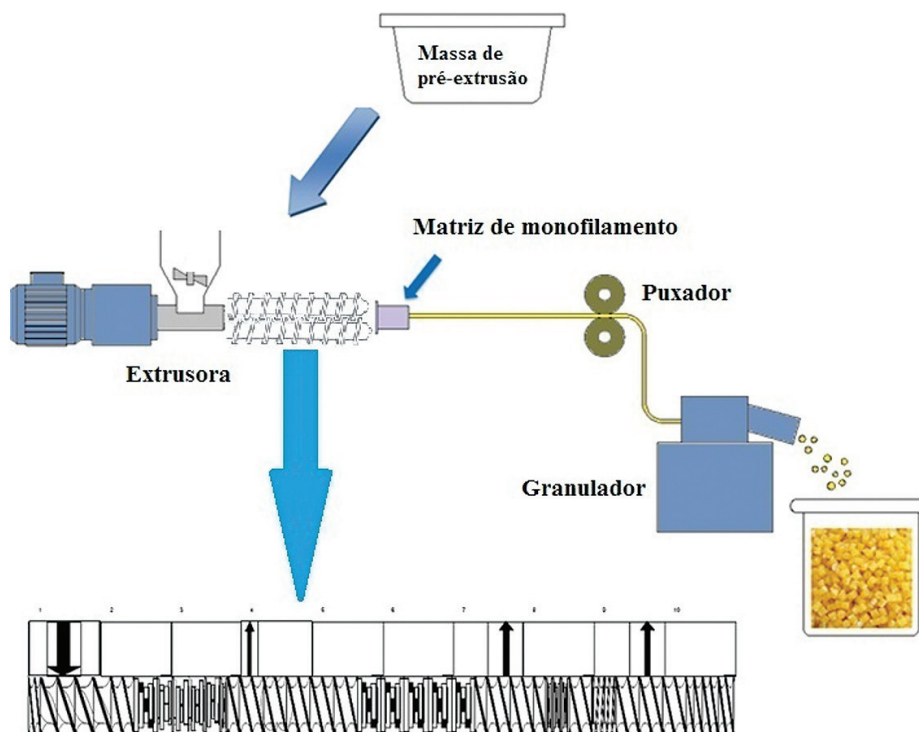 Massa de
pré-extrusão
Matriz de monofilamento
Puxador
Extrusora
Granulador
1 2 3 4 5 6 7 8 9 10